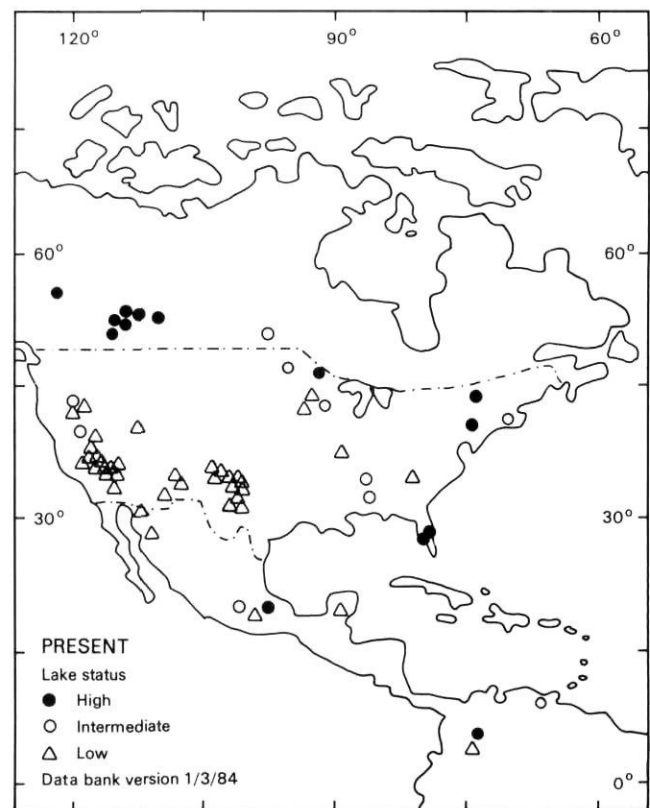 120° 90° 60°
60° 60°
30° 30°
PRESENT
Lake status
High
Intermediate
Low
Data bank version 1/3/84 0°